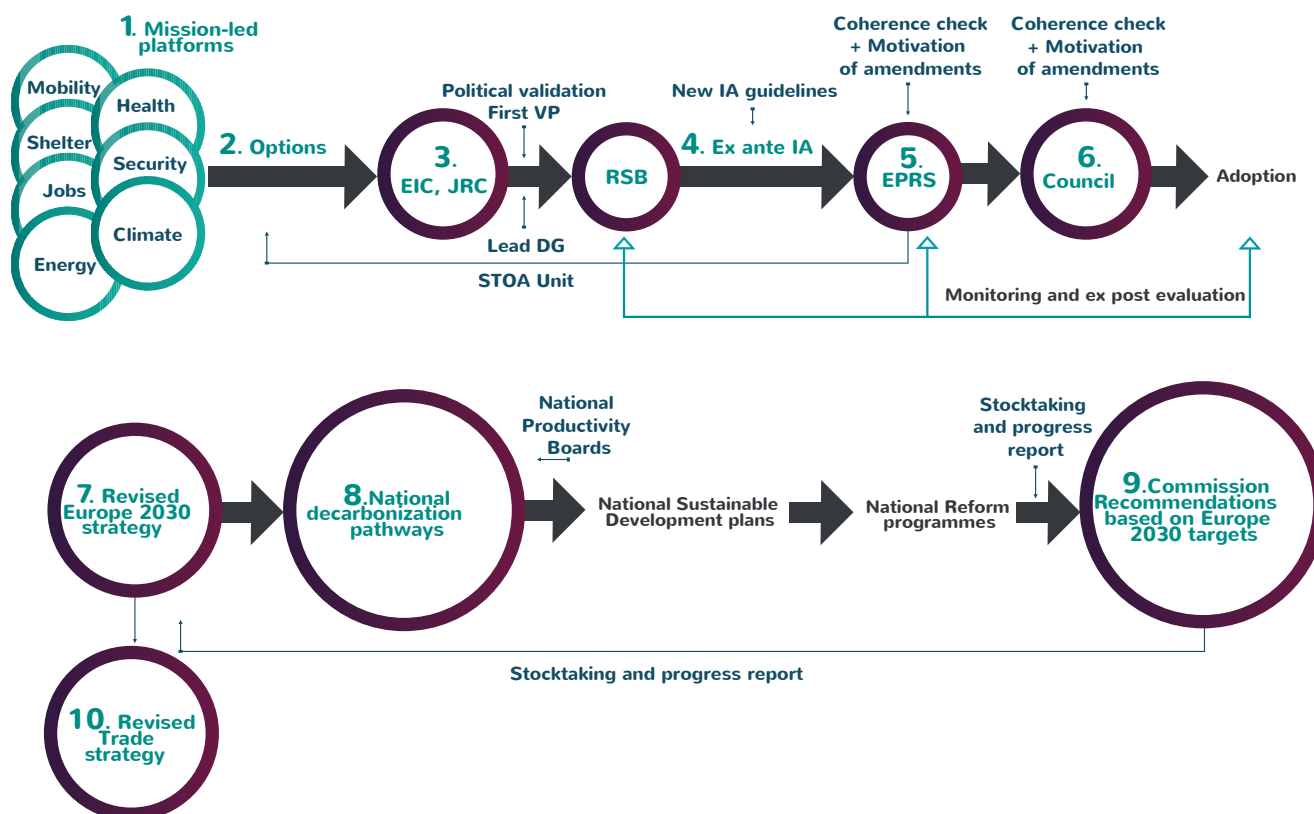 1. Mission-led
platforms
Mobility
Health
Shelter
Security
Jobs
Climate
Energy
2. Options
3.
EIC, JRC
Political validation
First VP
Lead DG
STOA Unit
RSB
New IA guidelines
4. Ex ante IA
Coherence check
+ Motivation
of amendments
5.
EPRS
Coherence check
+ Motivation
of amendments
6.
Council
Adoption
Monitoring and ex post evaluation
7. Revised
Europe 2030
strategy
8.National
decarbonization
pathways
National
Productivity
Boards
National Sustainable
Development plans
National Reform
programmes
Stocktaking
and progress
report
9.Commission
Recommendations
based on Europe
2030 targets
Stocktaking and progress report
10. Revised
Trade
strategy